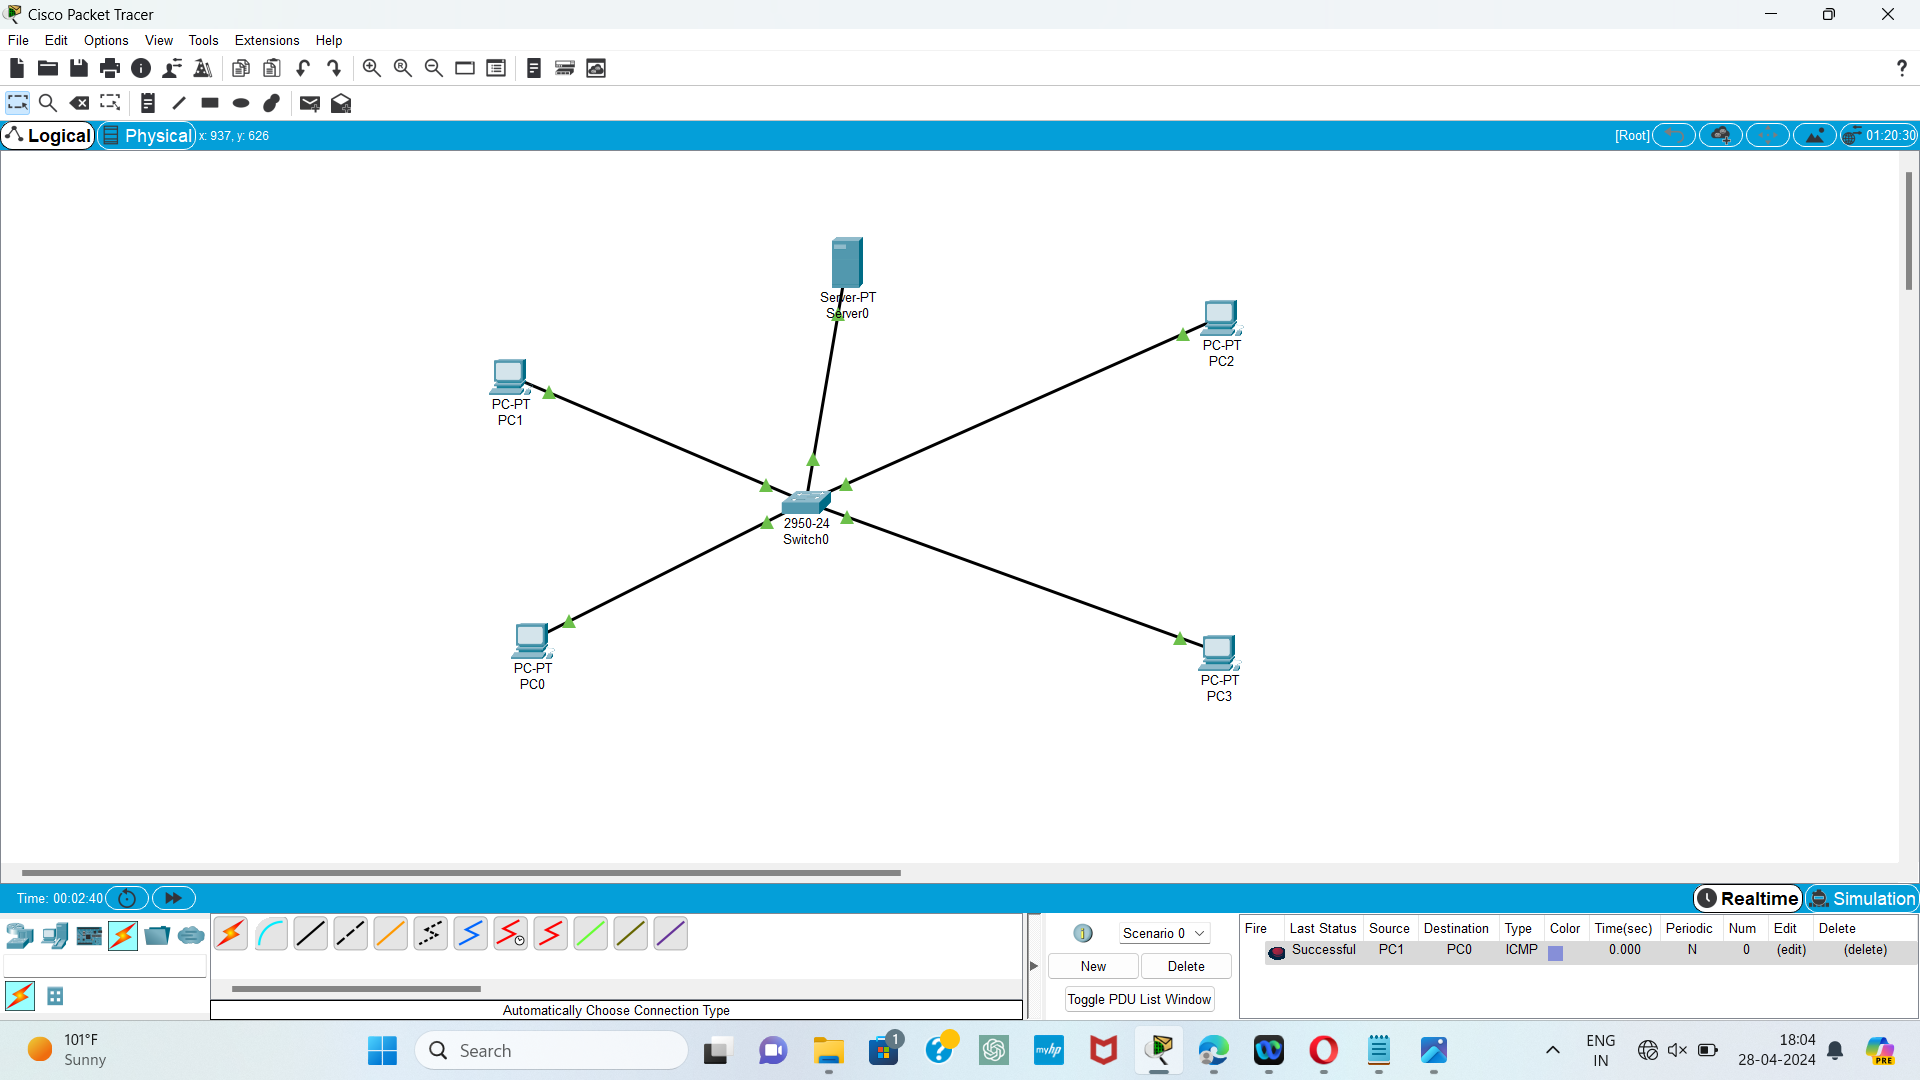 Cisco Packet Tracer
File Edit Options View Tools Extensions Help
?
Logical Physical x: 937, y: 626 [Root] 01:20:30
Server-PT
Server0
PC-PT
PC2
PC-PT
PC1
2950-24
Switch0
PC-PT
PC0
PC-PT
PC3
Time: 00:02:40 Realtime Simulation
Scenario 0
New Delete
Toggle PDU List Window
Fire Last Status Source Destination Type Color Time(sec) Periodic Num Edit Delete
Successful PC1 PC0 ICMP 0.000 N 0 (edit) (delete)
Automatically Choose Connection Type
101°F
Sunny
Search
1
myhp
ENG
IN
18:04
28-04-2024
PRE